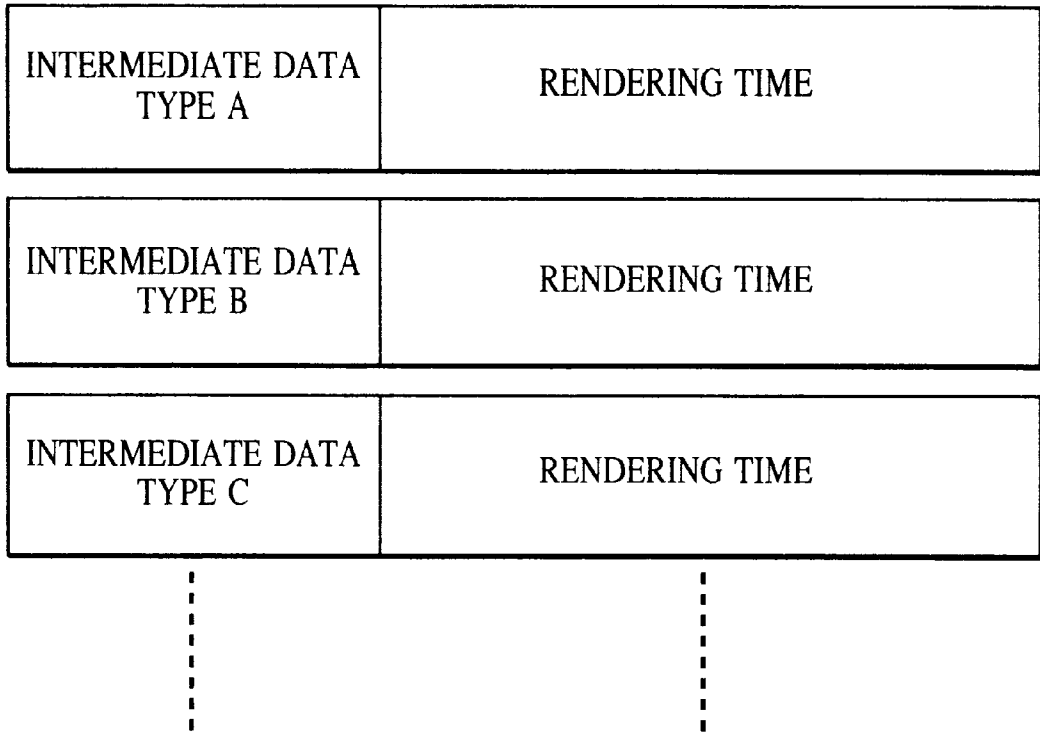 INTERMEDIATE DATA
TYPE A
RENDERING TIME
INTERMEDIATE DATA
TYPE B
RENDERING TIME
INTERMEDIATE DATA
TYPE C
RENDERING TIME